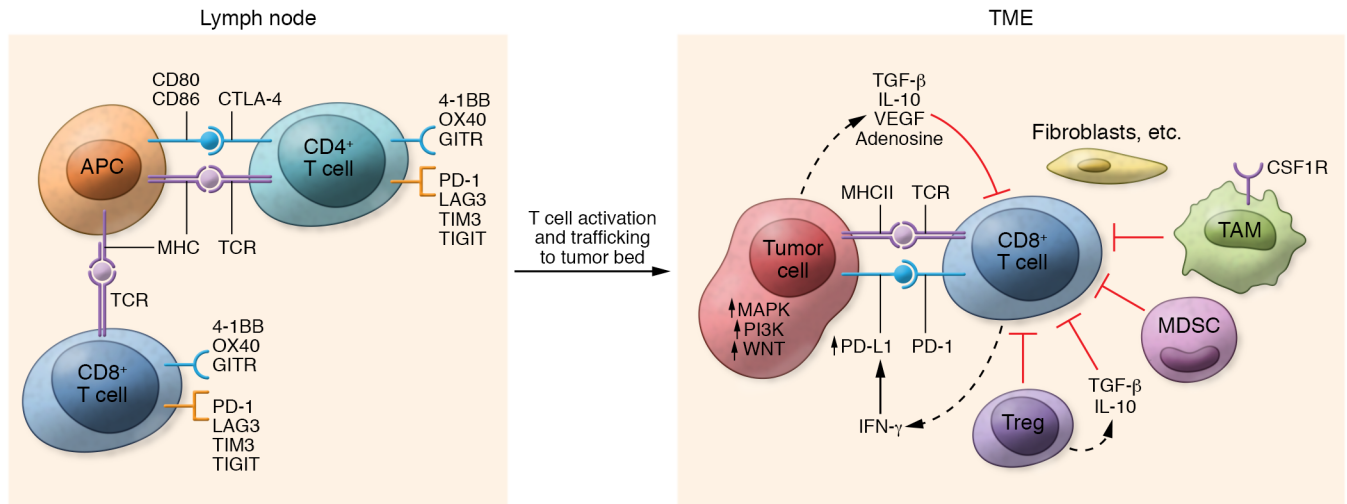 Lymph node
CD80
CD86
CTLA-4
4-1BB
OX40
GITR
APC
CD4⁺
T cell
PD-1
LAG3
TIM3
TIGIT
MHC
TCR
TCR
4-1BB
OX40
GITR
CD8⁺
T cell
PD-1
LAG3
TIM3
TIGIT
T cell activation
and trafficking
to tumor bed
TME
TGF-β
IL-10
VEGF
Adenosine
Fibroblasts, etc.
CSF1R
MHCII
TCR
Tumor
cell
CD8⁺
T cell
TAM
MAPK
PI3K
WNT
PD-L1
PD-1
MDSC
TGF-β
IL-10
IFN-γ
Treg